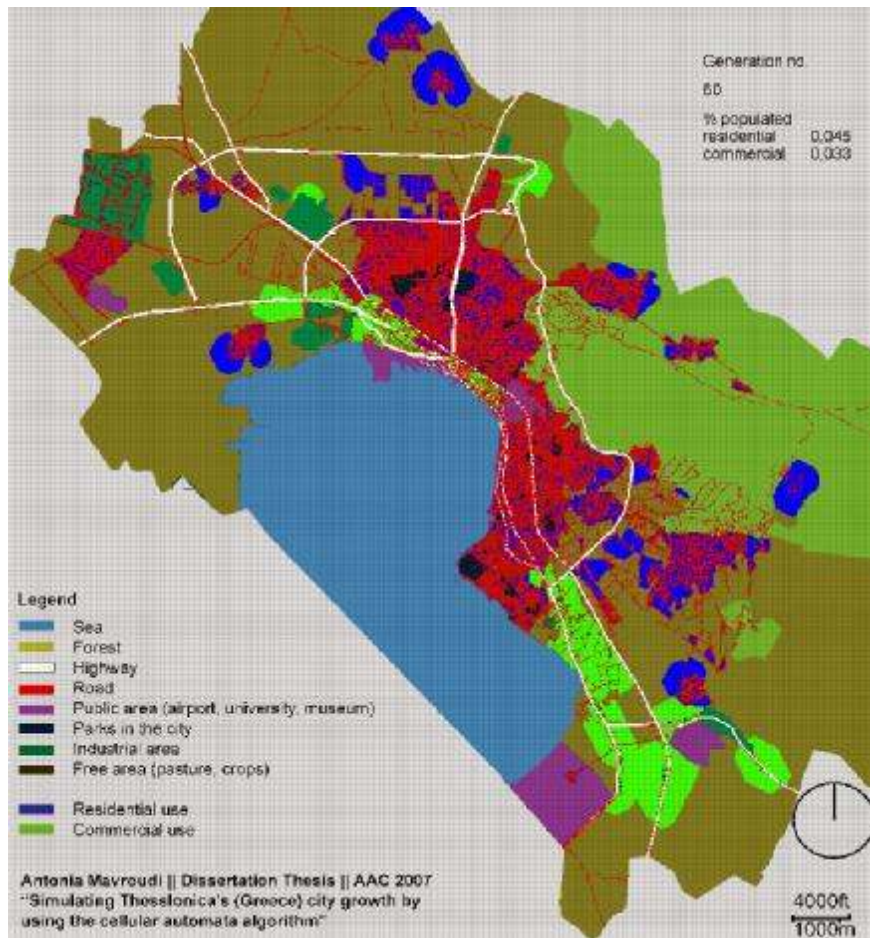 Generation no
60
% populated
residential 0,045
commercial 0,033
Legend
Sea
Forest
Highway
Road
Public area (airport, university, museum)
Parks in the city
Industrial area
Free area (pasture, crops)
Residential use
Commercial use
Antonia Mavroudi || Dissertation Thesis || AAC 2007
"Simulating Thesslonica's (Greece) city growth by
using the cellular automata algorithm"
4000ft
1000m